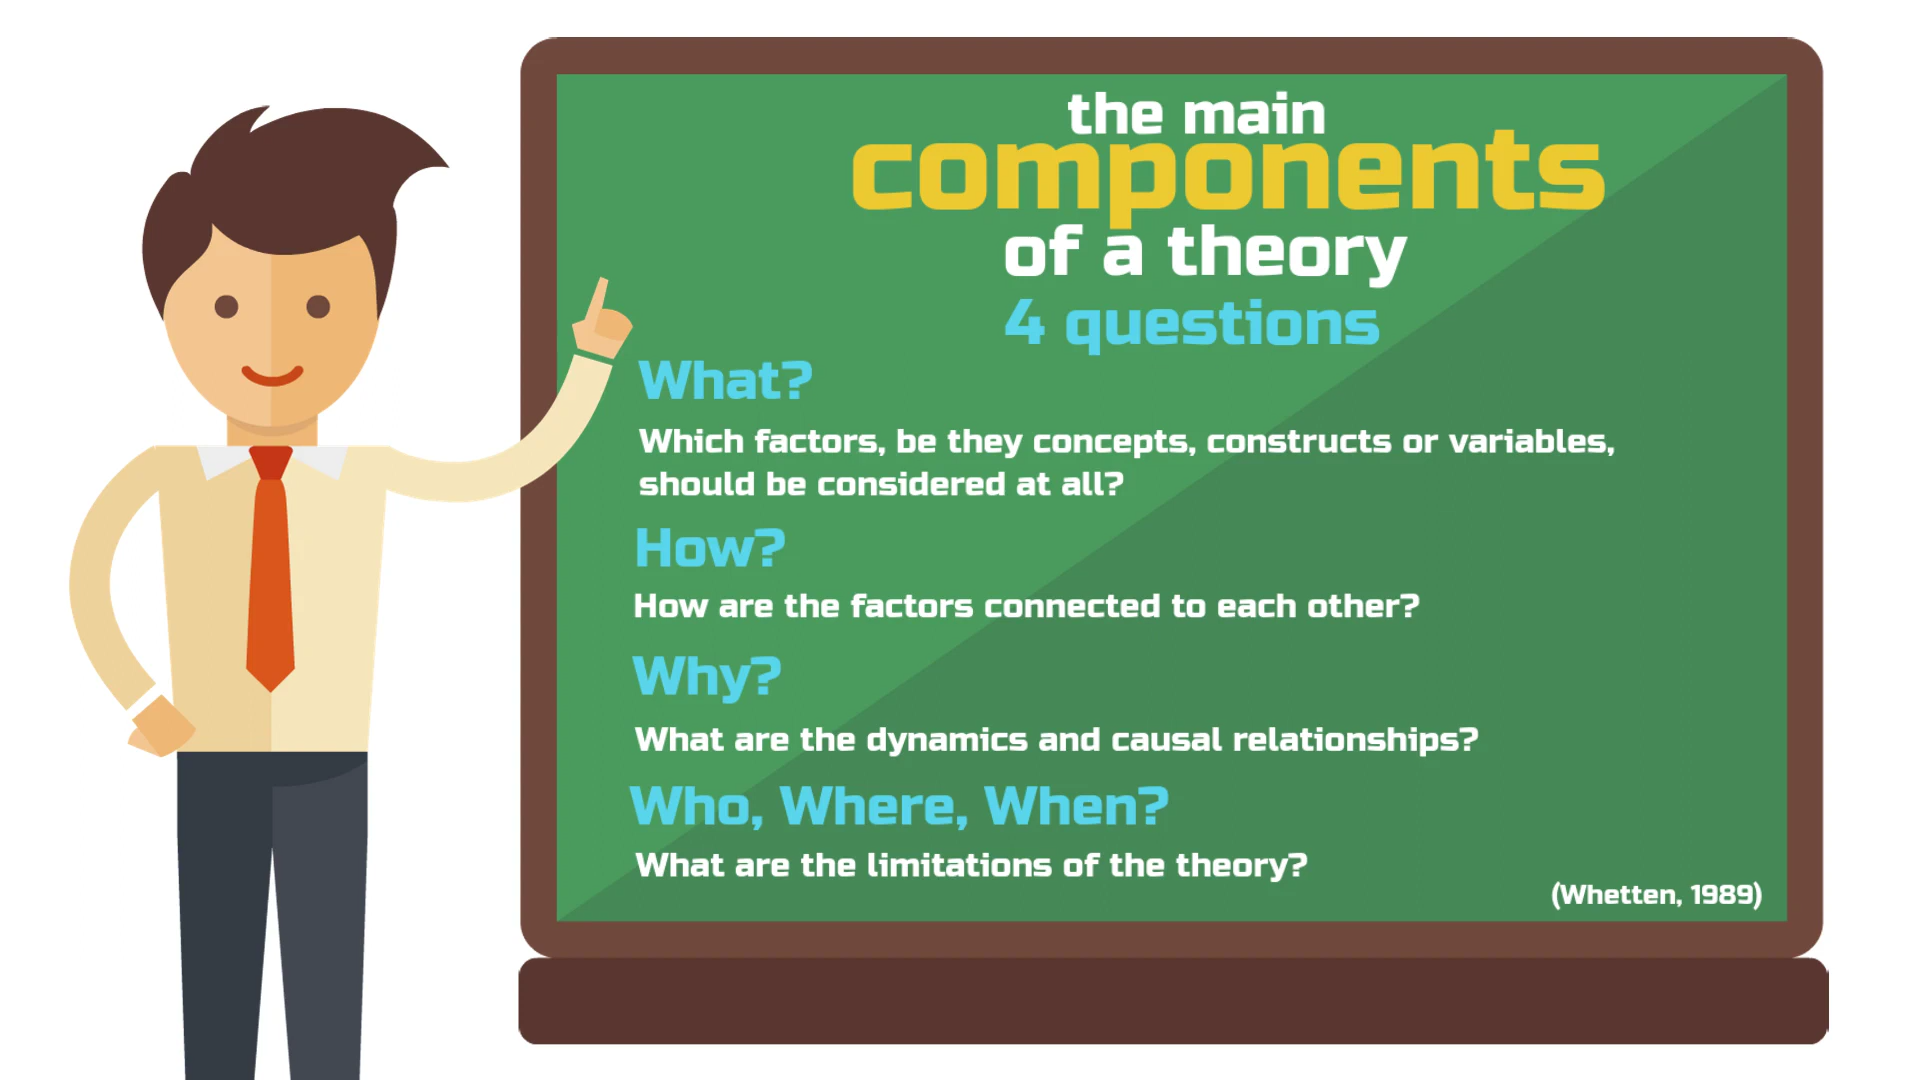 the main
components
of a theory
4 questions
What?
Which factors, be they concepts, constructs or variables,
should be considered at all?
How?
How are the factors connected to each other?
Why?
What are the dynamics and causal relationships?
Who, Where, When?
What are the limitations of the theory?
(Whetten, 1989)